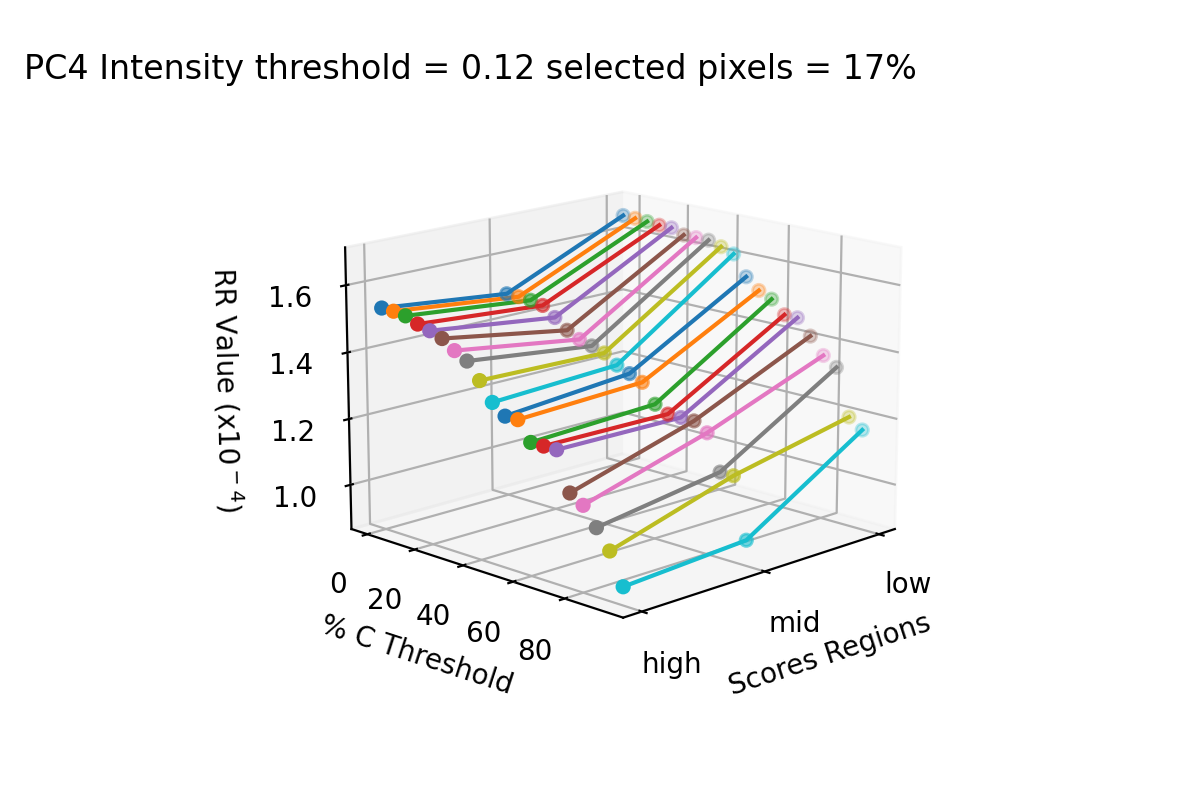 PC4 Intensity threshold = 0.12 selected pixels = 17%
RR Value (x10⁻⁴)
1.6
1.4
1.2
1.0
0
20
40
60
80
% C Threshold
high
mid
low
Scores Regions